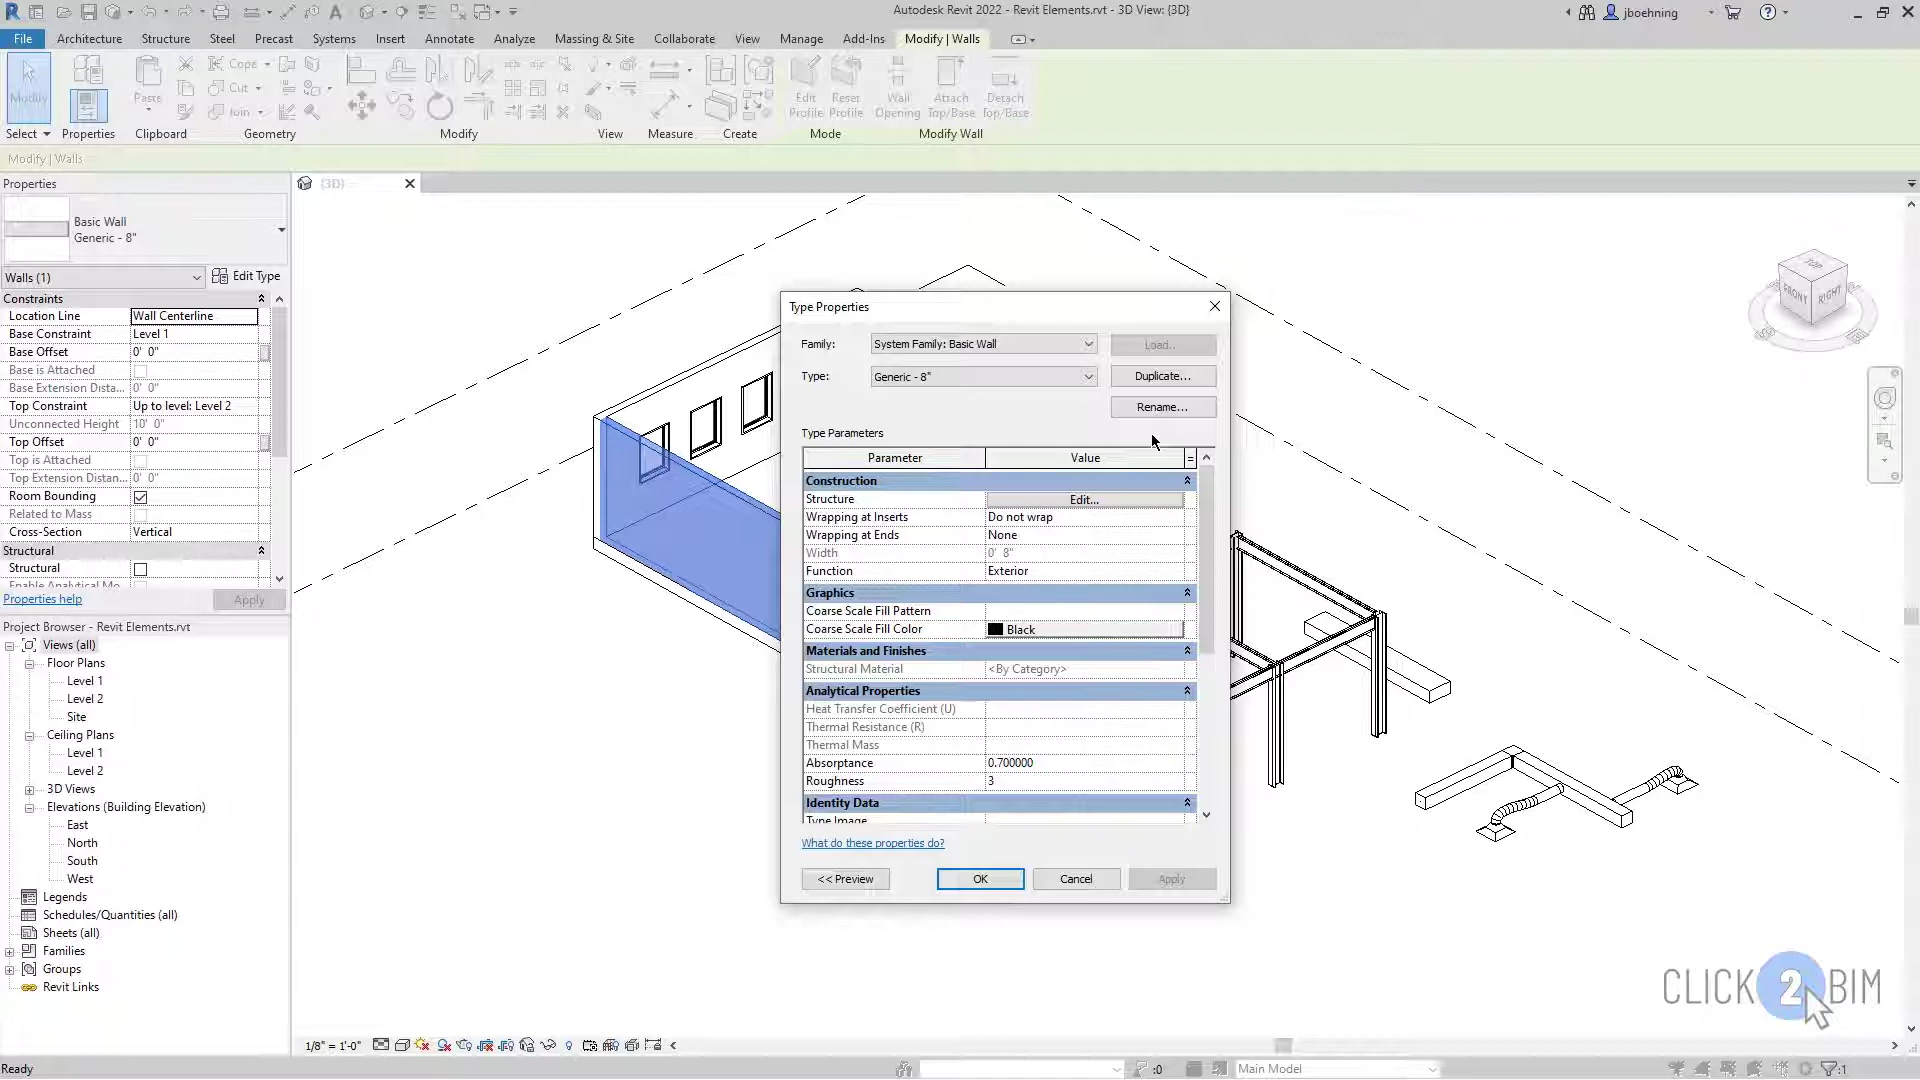 Autodesk Revit 2022 - Revit Elements.rvt - 3D View: {3D}
jboehning
File Architecture Structure Steel Precast Systems Insert Annotate Analyze Massing & Site Collaborate View Manage Add-Ins Modify | Walls
Modify
Paste
Cope
Cut
Join
Edit Profile
Reset Profile
Wall Opening
Attach Top/Base
Detach Top/Base
Select Properties Clipboard Geometry Modify View Measure Create Mode Modify Wall
Modify | Walls
Properties
{3D}
Basic Wall
Generic - 8"
Walls (1)
Edit Type
Constraints
Location Line Wall Centerline
Base Constraint Level 1
Base Offset 0' 0"
Base is Attached
Base Extension Dista... 0' 0"
Top Constraint Up to level: Level 2
Unconnected Height 10' 0"
Top Offset 0' 0"
Top is Attached
Top Extension Distan... 0' 0"
Room Bounding
Related to Mass
Cross-Section Vertical
Structural
Structural
Enable Analytical Mo...
Properties help
Apply
Project Browser - Revit Elements.rvt
Views (all)
Floor Plans
Level 1
Level 2
Site
Ceiling Plans
Level 1
Level 2
3D Views
Elevations (Building Elevation)
East
North
South
West
Legends
Schedules/Quantities (all)
Sheets (all)
Families
Groups
Revit Links
Type Properties
Family: System Family: Basic Wall Load...
Type: Generic - 8" Duplicate...
Rename...
Type Parameters
Parameter Value =
Construction
Structure Edit...
Wrapping at Inserts Do not wrap
Wrapping at Ends None
Width 0' 8"
Function Exterior
Graphics
Coarse Scale Fill Pattern
Coarse Scale Fill Color Black
Materials and Finishes
Structural Material <By Category>
Analytical Properties
Heat Transfer Coefficient (U)
Thermal Resistance (R)
Thermal Mass
Absorptance 0.700000
Roughness 3
Identity Data
Type Image
What do these properties do?
<< Preview OK Cancel Apply
TOP
FRONT
RIGHT
CLICK 2 BIM
1/8" = 1'-0"
Ready
:0
Main Model
:1